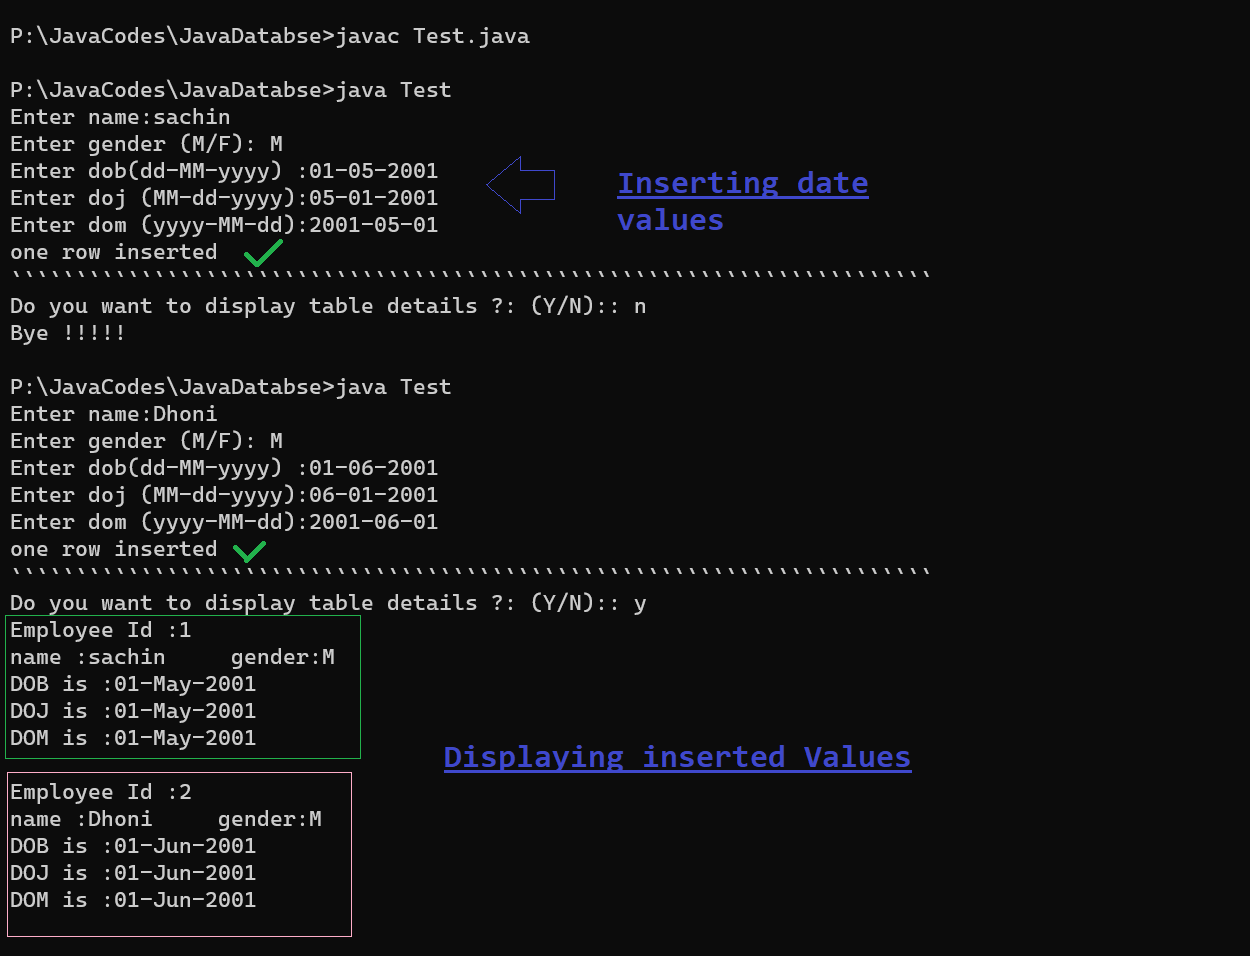 P:\JavaCodes\JavaDatabse>javac Test.java
P:\JavaCodes\JavaDatabse>java Test
Enter name:sachin
Enter gender (M/F): M
Enter dob(dd-MM-yyyy) :01-05-2001
Enter doj (MM-dd-yyyy):05-01-2001
Enter dom (yyyy-MM-dd):2001-05-01
Inserting date
values
one row inserted
```````````````````````````````````````````````````````````````````````
Do you want to display table details ?: (Y/N):: n
Bye !!!!!
P:\JavaCodes\JavaDatabse>java Test
Enter name:Dhoni
Enter gender (M/F): M
Enter dob(dd-MM-yyyy) :01-06-2001
Enter doj (MM-dd-yyyy):06-01-2001
Enter dom (yyyy-MM-dd):2001-06-01
one row inserted
```````````````````````````````````````````````````````````````````````
Do you want to display table details ?: (Y/N):: y
Employee Id :1
name :sachin     gender:M
DOB is :01-May-2001
DOJ is :01-May-2001
DOM is :01-May-2001
Displaying inserted Values
Employee Id :2
name :Dhoni     gender:M
DOB is :01-Jun-2001
DOJ is :01-Jun-2001
DOM is :01-Jun-2001